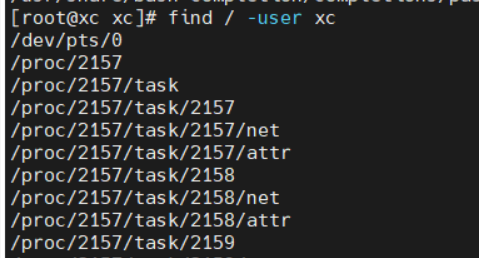 [root@xc xc]# find / -user xc
/dev/pts/0
/proc/2157
/proc/2157/task
/proc/2157/task/2157
/proc/2157/task/2157/net
/proc/2157/task/2157/attr
/proc/2157/task/2158
/proc/2157/task/2158/net
/proc/2157/task/2158/attr
/proc/2157/task/2159